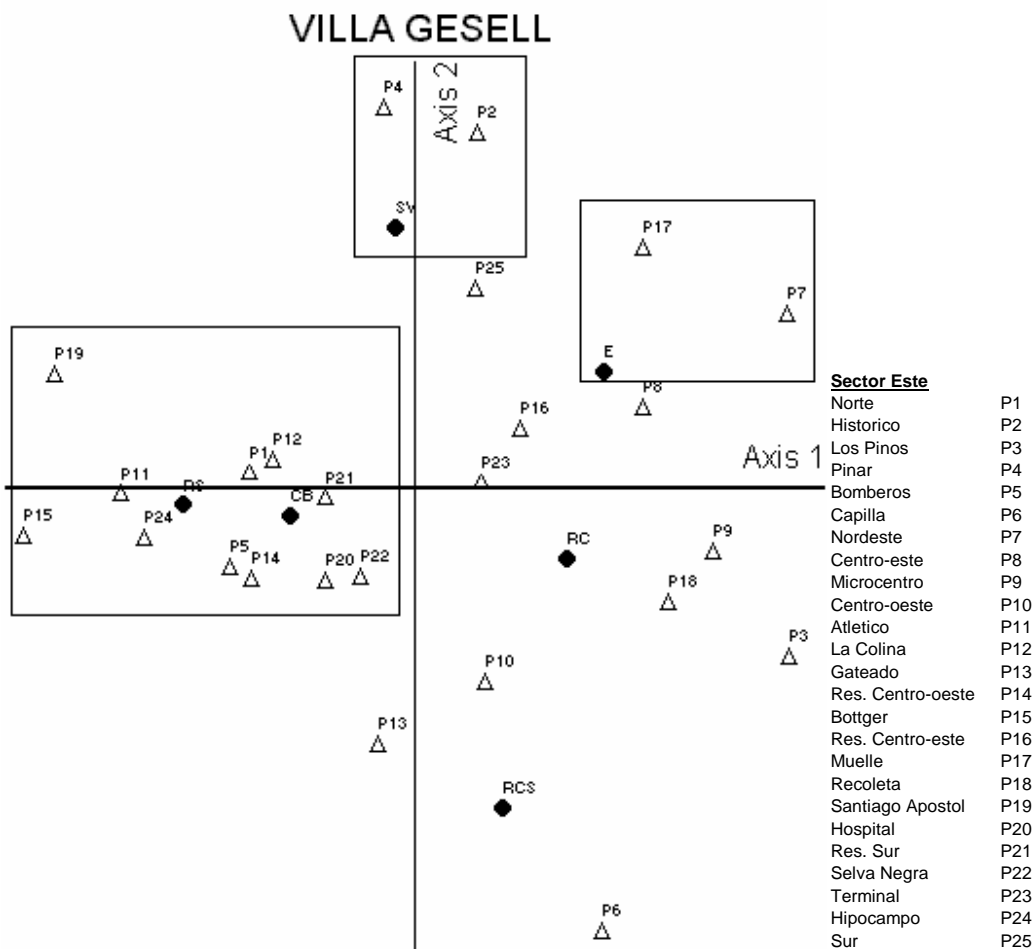 VILLA GESELL
Axis 2
P4
P2
SV
P17
P25
P7
P19
E
P8
P16
P12
P1
Axis 1
P23
P11
P21
RS
CB
P15
P24
RC
P9
P5
P14
P20
P22
P18
P3
P10
P13
RCS
P6
Sector Este
Norte P1
Historico P2
Los Pinos P3
Pinar P4
Bomberos P5
Capilla P6
Nordeste P7
Centro-este P8
Microcentro P9
Centro-oeste P10
Atletico P11
La Colina P12
Gateado P13
Res. Centro-oeste P14
Bottger P15
Res. Centro-este P16
Muelle P17
Recoleta P18
Santiago Apostol P19
Hospital P20
Res. Sur P21
Selva Negra P22
Terminal P23
Hipocampo P24
Sur P25